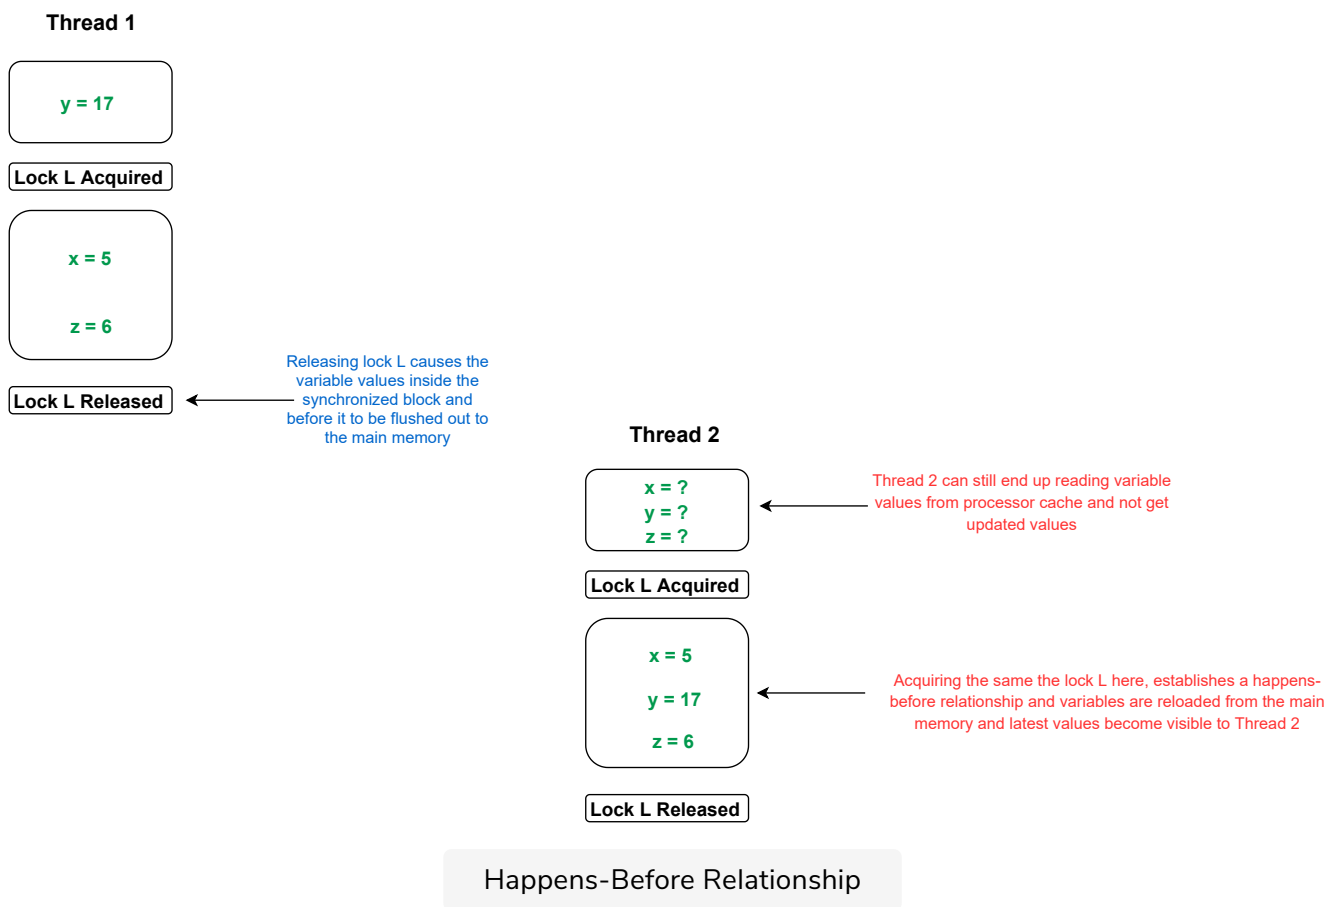 Thread 1
y = 17
Lock L Acquired
x = 5
z = 6
Releasing lock L causes the
variable values inside the
synchronized block and
before it to be flushed out to
the main memory
Lock L Released
Thread 2
x = ?
y = ?
z = ?
Thread 2 can still end up reading variable
values from processor cache and not get
updated values
Lock L Acquired
x = 5
y = 17
z = 6
Acquiring the same the lock L here, establishes a happens-
before relationship and variables are reloaded from the main
memory and latest values become visible to Thread 2
Lock L Released
Happens-Before Relationship